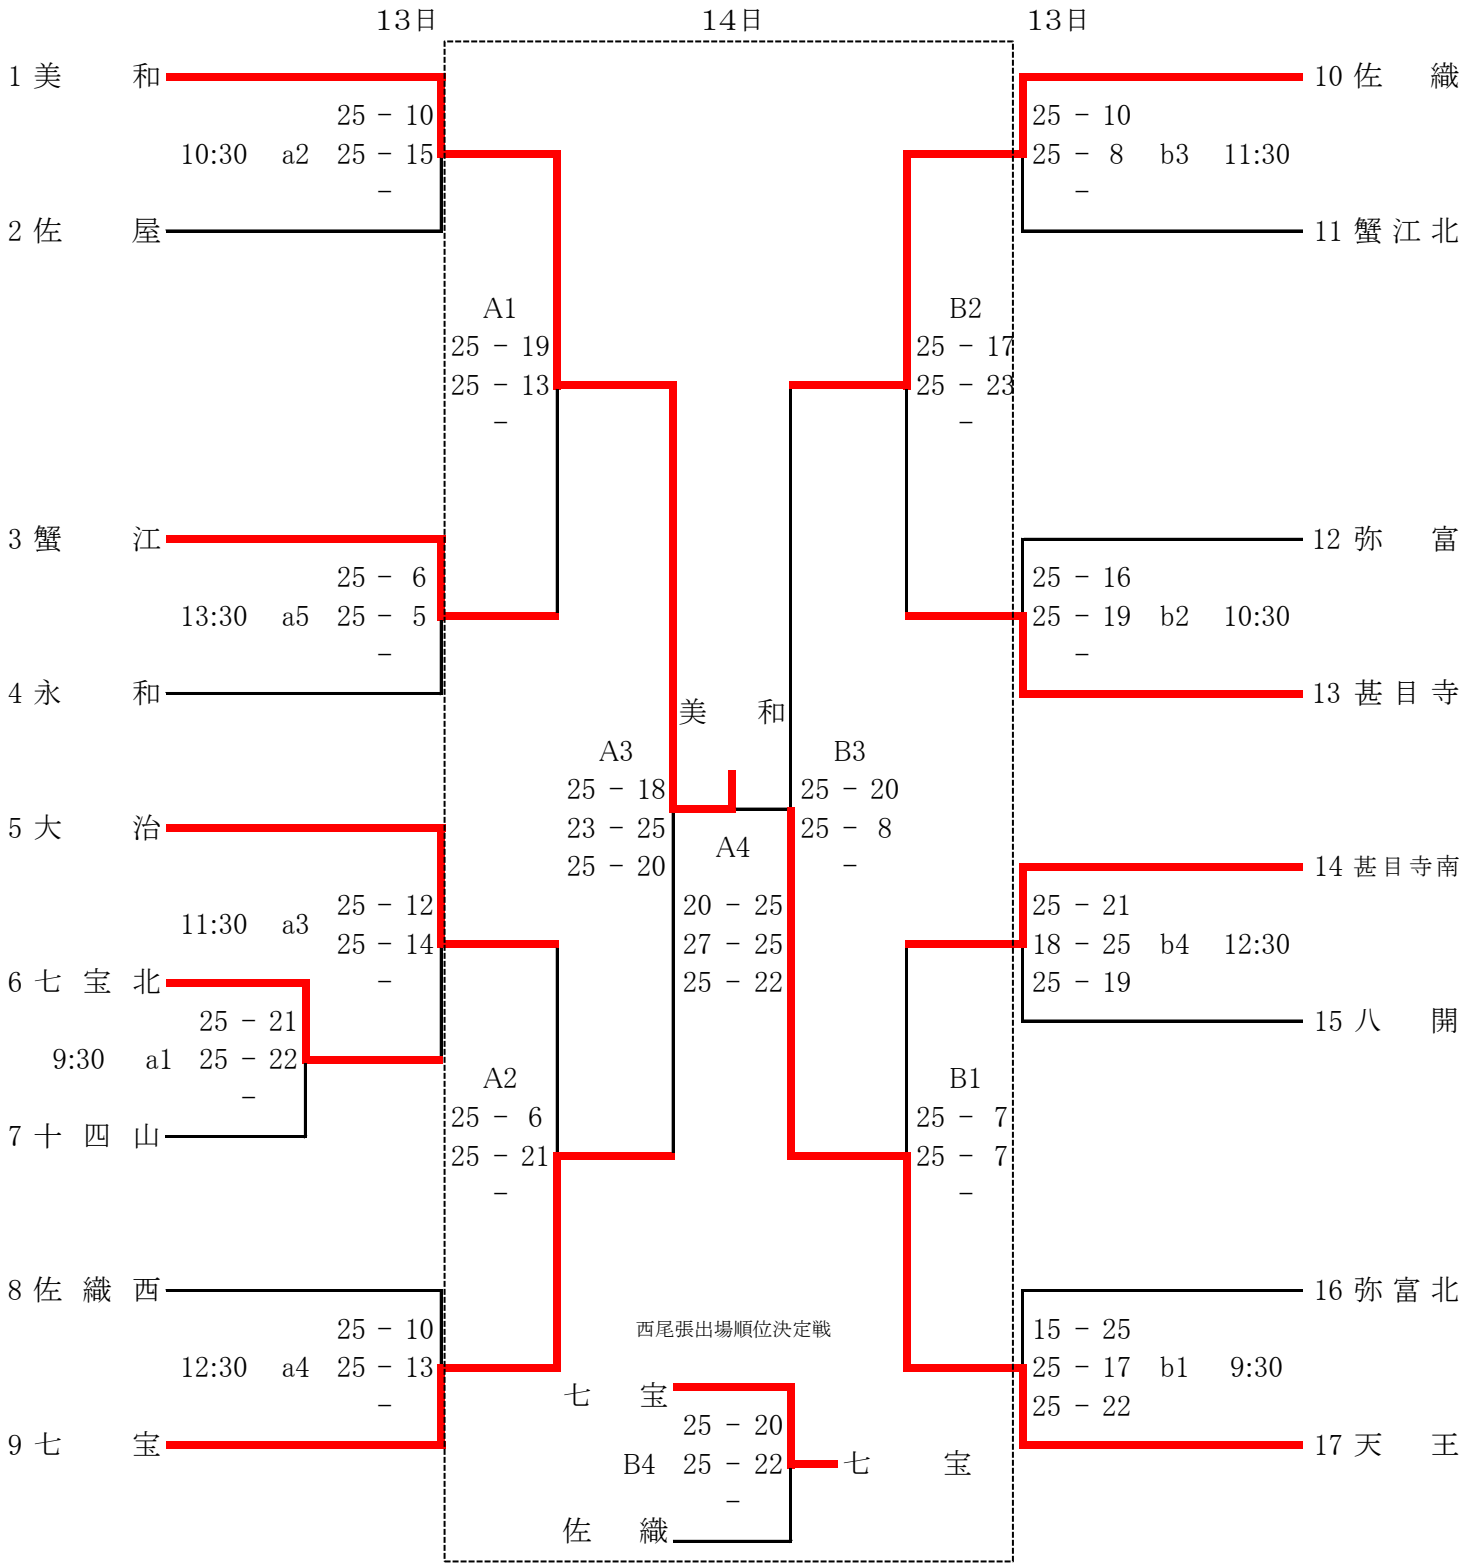 13日 14日 13日
1 美 和 10 佐 織
25 - 10 25 - 10
10:30 a2 25 - 15 25 - 8 b3 11:30
- -
2 佐 屋 11 蟹 江 北
A1 B2
25 - 19 25 - 17
25 - 13 25 - 23
- -
3 蟹 江 12 弥 富
25 - 6 25 - 16
13:30 a5 25 - 5 25 - 19 b2 10:30
- -
4 永 和 13 甚 目 寺
美 和
A3 B3
25 - 18 25 - 20
5 大 治 23 - 25 25 - 8
A4
25 - 20 - 14 甚 目 寺 南
25 - 12 20 - 25 25 - 21
11:30 a3
25 - 14 27 - 25 18 - 25 b4 12:30
6 七 宝 北 - 25 - 22 25 - 19
25 - 21 15 八 開
9:30 a1 25 - 22
A2 B1
-
25 - 6 25 - 7
7 十 四 山
25 - 21 25 - 7
- -
8 佐 織 西 16 弥 富 北
25 - 10 西尾張出場順位決定戦 15 - 25
12:30 a4 25 - 13 25 - 17 b1 9:30
七 宝
- 25 - 22
25 - 20
9 七 宝 17 天 王
B4 25 - 22 七 宝
-
佐 織